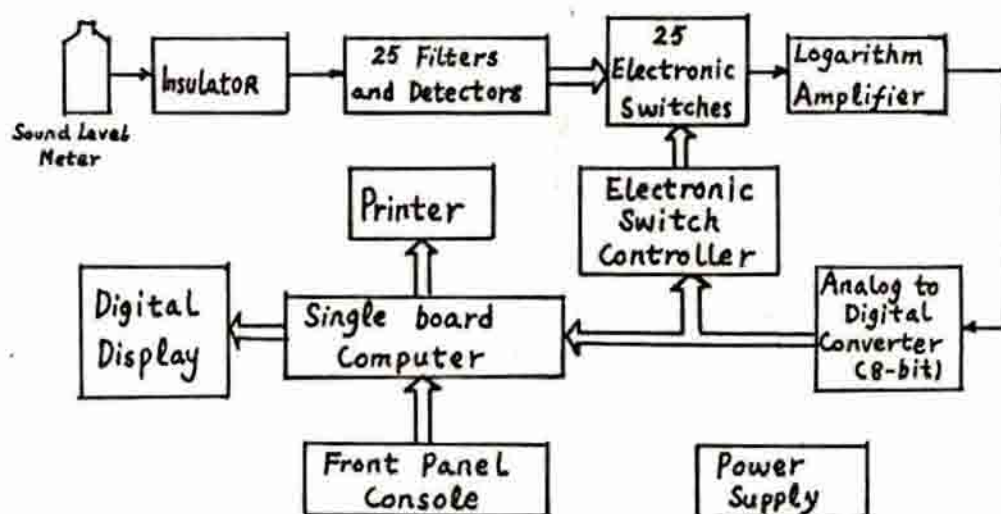 Sound Level
Meter
Insulator
25 Filters
and Detectors
25
Electronic
Switches
Logarithm
Amplifier
Printer
Electronic
Switch
Controller
Digital
Display
Single board
Computer
Analog to
Digital
Converter
(8-bit)
Front Panel
Console
Power
Supply